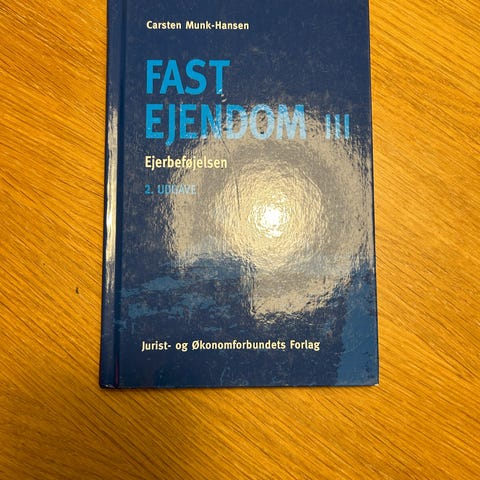 Carsten Munk-Hansen
FAST
EJENDOM III
Ejerbeføjelsen
2. UDGAVE
Jurist- og Økonomforbundets Forlag